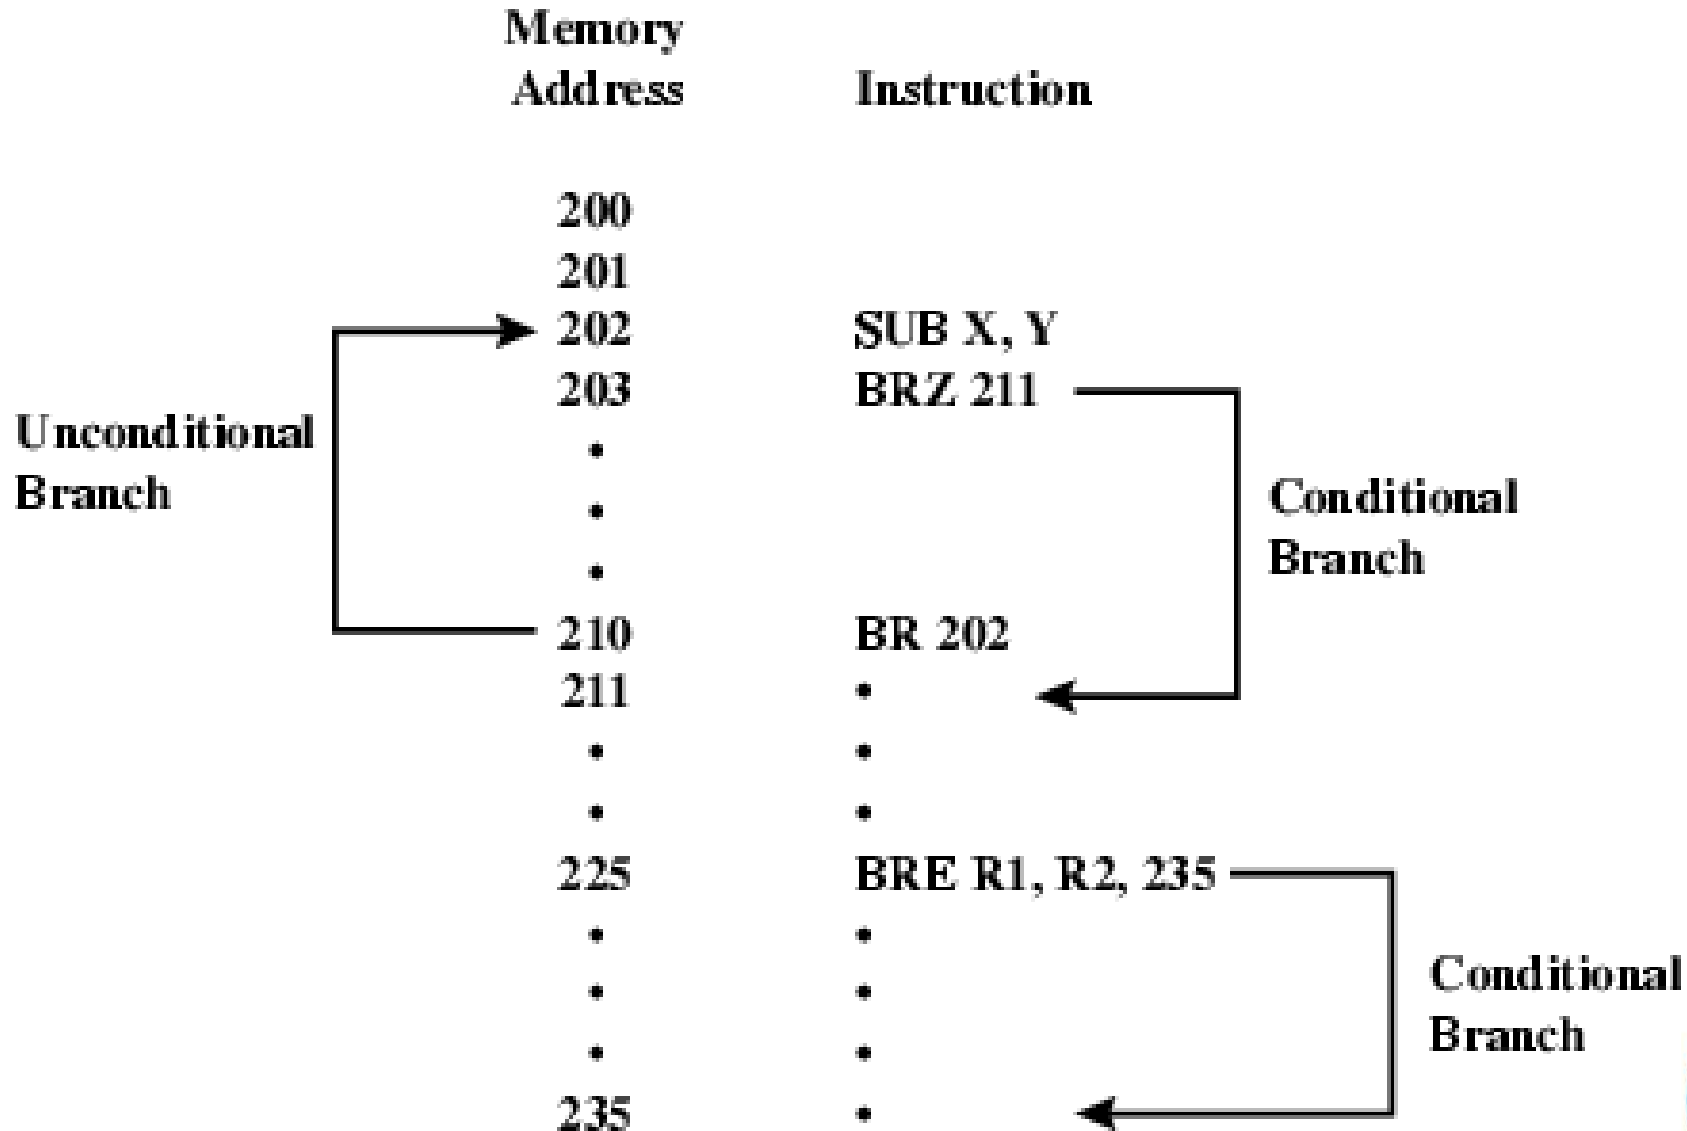 Memory
Address Instruction
200
201
202 SUB X, Y
203 BRZ 211
Unconditional
Branch
•
•
•
Conditional
Branch
210 BR 202
211 •
• •
• •
225 BRE R1, R2, 235
• •
• •
• •
Conditional
Branch
235 •